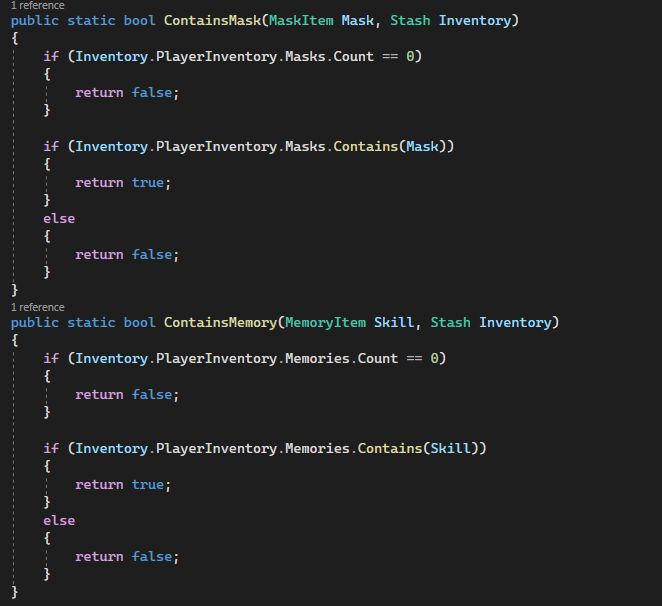 1 reference
public static bool ContainsMask(MaskItem Mask, Stash Inventory)
{
    if (Inventory.PlayerInventory.Masks.Count == 0)
    {
        return false;
    }

    if (Inventory.PlayerInventory.Masks.Contains(Mask))
    {
        return true;
    }
    else
    {
        return false;
    }
}
1 reference
public static bool ContainsMemory(MemoryItem Skill, Stash Inventory)
{
    if (Inventory.PlayerInventory.Memories.Count == 0)
    {
        return false;
    }

    if (Inventory.PlayerInventory.Memories.Contains(Skill))
    {
        return true;
    }
    else
    {
        return false;
    }
}